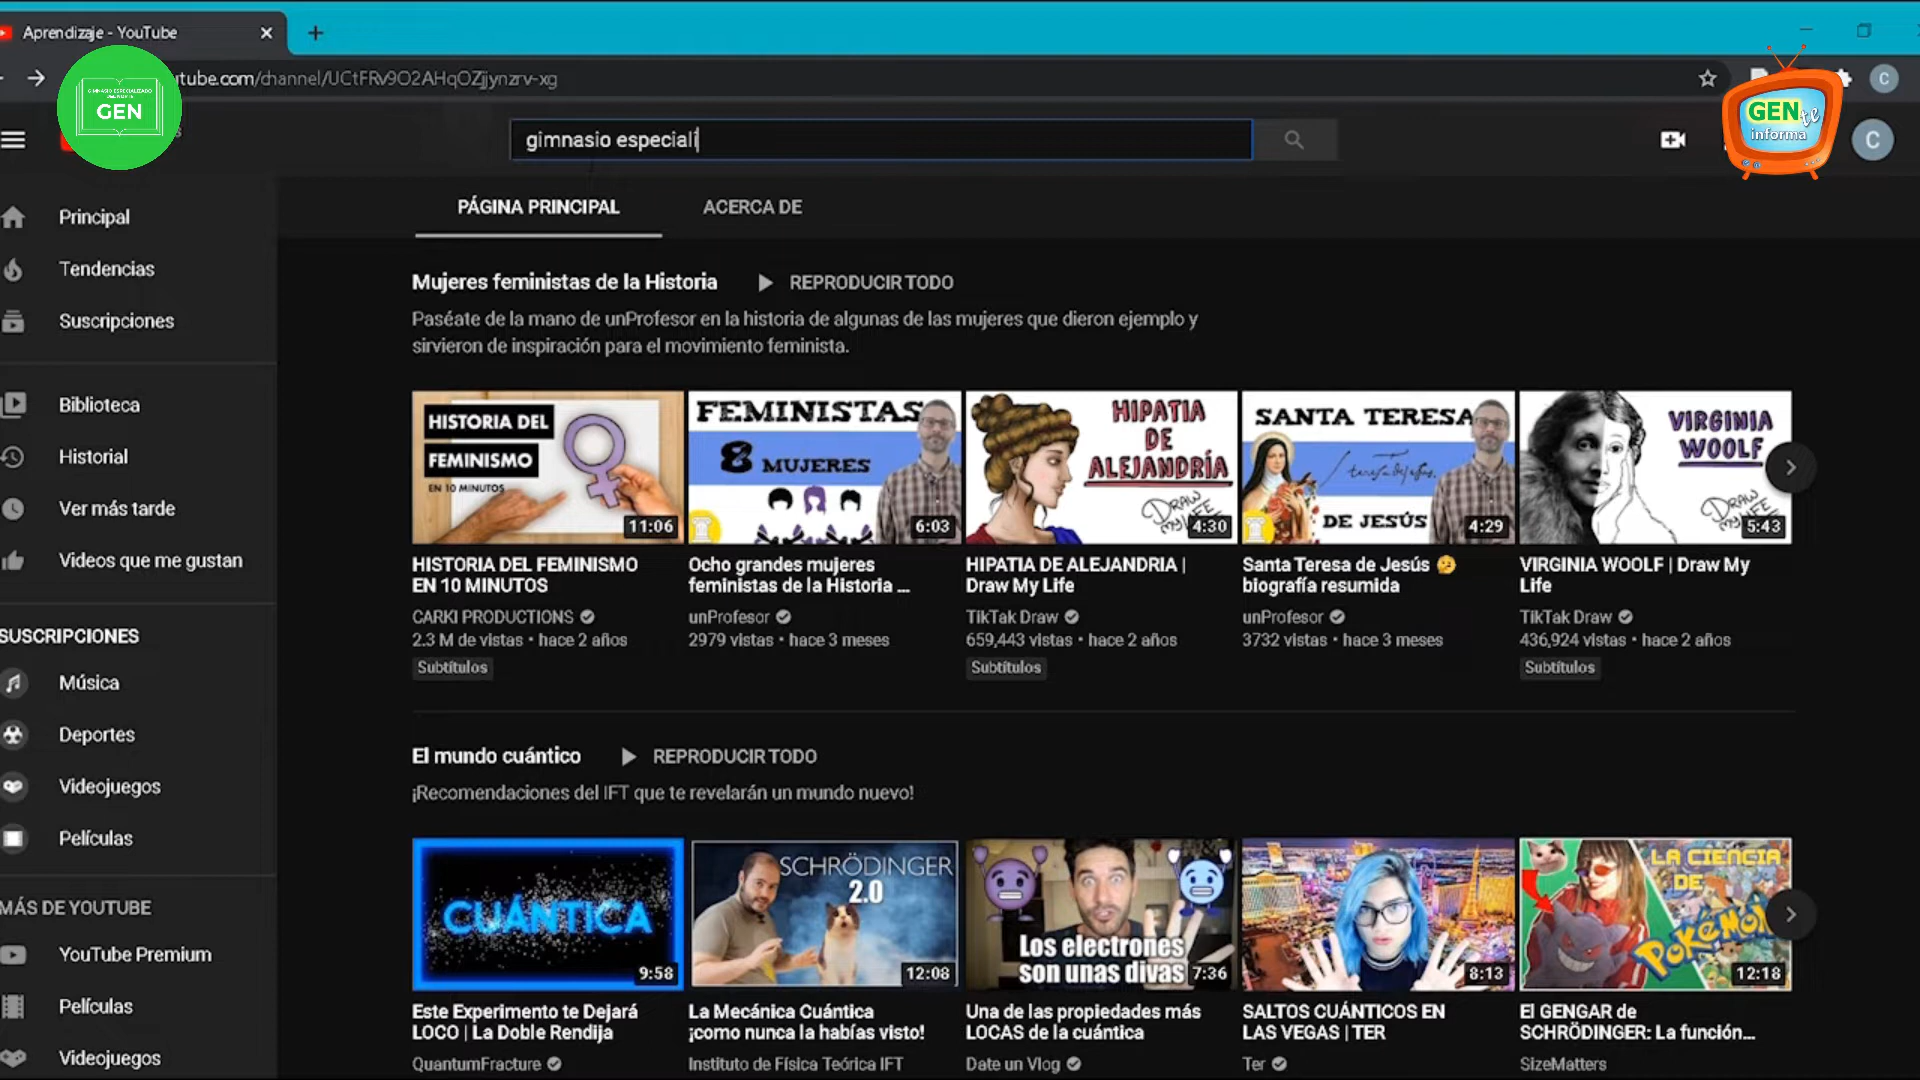 Aprendizaje - YouTube
tube.com/channel/UCtFRv9O2AHqOZjjynzrv-xg
GIMNASIO ESPECIALIZADO
DEL NORTE
GEN
GENte
informa
C
gimnasio especiali
C
PÁGINA PRINCIPAL
ACERCA DE
Principal
Tendencias
Suscripciones
Biblioteca
Historial
Ver más tarde
Videos que me gustan
SUSCRIPCIONES
Música
Deportes
Videojuegos
Películas
MÁS DE YOUTUBE
YouTube Premium
Películas
Videojuegos
Mujeres feministas de la Historia
REPRODUCIR TODO
Paséate de la mano de unProfesor en la historia de algunas de las mujeres que dieron ejemplo y
sirvieron de inspiración para el movimiento feminista.
HISTORIA DEL
FEMINISMO
EN 10 MINUTOS
11:06
HISTORIA DEL FEMINISMO
EN 10 MINUTOS
CARKI PRODUCTIONS
2.3 M de vistas • hace 2 años
Subtítulos
FEMINISTAS
8 MUJERES
6:03
Ocho grandes mujeres
feministas de la Historia ...
unProfesor
2979 vistas • hace 3 meses
HIPATIA
DE
ALEJANDRÍA
DRAW
MY LIFE
4:30
HIPATIA DE ALEJANDRIA |
Draw My Life
TikTak Draw
659,443 vistas • hace 2 años
Subtítulos
SANTA TERESA
DE JESÚS
4:29
Santa Teresa de Jesús 🤔
biografía resumida
unProfesor
3732 vistas • hace 3 meses
VIRGINIA
WOOLF
DRAW
MY LIFE
5:43
VIRGINIA WOOLF | Draw My
Life
TikTak Draw
436,924 vistas • hace 2 años
Subtítulos
El mundo cuántico
REPRODUCIR TODO
¡Recomendaciones del IFT que te revelarán un mundo nuevo!
CUÁNTICA
9:58
Este Experimento te Dejará
LOCO | La Doble Rendija
QuantumFracture
SCHRÖDINGER
2.0
12:08
La Mecánica Cuántica
¡como nunca la habías visto!
Instituto de Física Teórica IFT
Los electrones
son unas divas
7:36
Una de las propiedades más
LOCAS de la cuántica
Date un Vlog
8:13
SALTOS CUÁNTICOS EN
LAS VEGAS | TER
Ter
LA CIENCIA
DE
POKÉMON
12:18
El GENGAR de
SCHRÖDINGER: La función...
SizeMatters